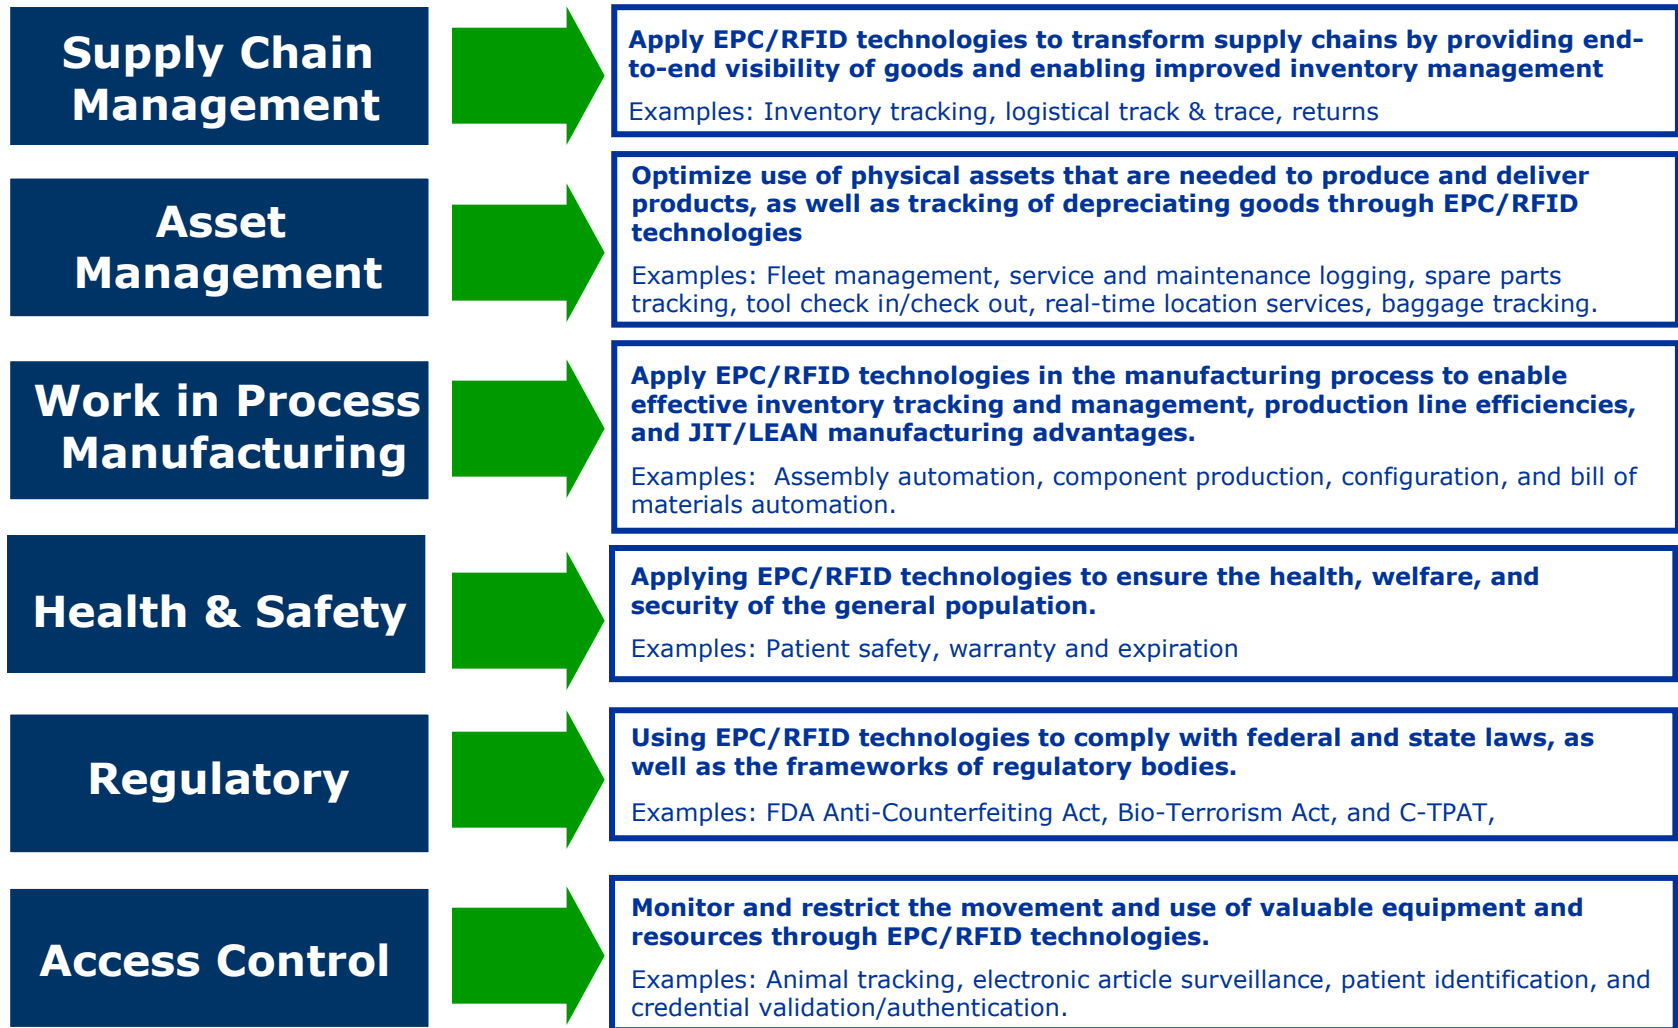 Supply Chain
Management
Apply EPC/RFID technologies to transform supply chains by providing end-
to-end visibility of goods and enabling improved inventory management
Examples: Inventory tracking, logistical track & trace, returns
Asset
Management
Optimize use of physical assets that are needed to produce and deliver
products, as well as tracking of depreciating goods through EPC/RFID
technologies
Examples: Fleet management, service and maintenance logging, spare parts
tracking, tool check in/check out, real-time location services, baggage tracking.
Work in Process
Manufacturing
Apply EPC/RFID technologies in the manufacturing process to enable
effective inventory tracking and management, production line efficiencies,
and JIT/LEAN manufacturing advantages.
Examples:  Assembly automation, component production, configuration, and bill of
materials automation.
Health & Safety
Applying EPC/RFID technologies to ensure the health, welfare, and
security of the general population.
Examples: Patient safety, warranty and expiration
Regulatory
Using EPC/RFID technologies to comply with federal and state laws, as
well as the frameworks of regulatory bodies.
Examples: FDA Anti-Counterfeiting Act, Bio-Terrorism Act, and C-TPAT,
Access Control
Monitor and restrict the movement and use of valuable equipment and
resources through EPC/RFID technologies.
Examples: Animal tracking, electronic article surveillance, patient identification, and
credential validation/authentication.